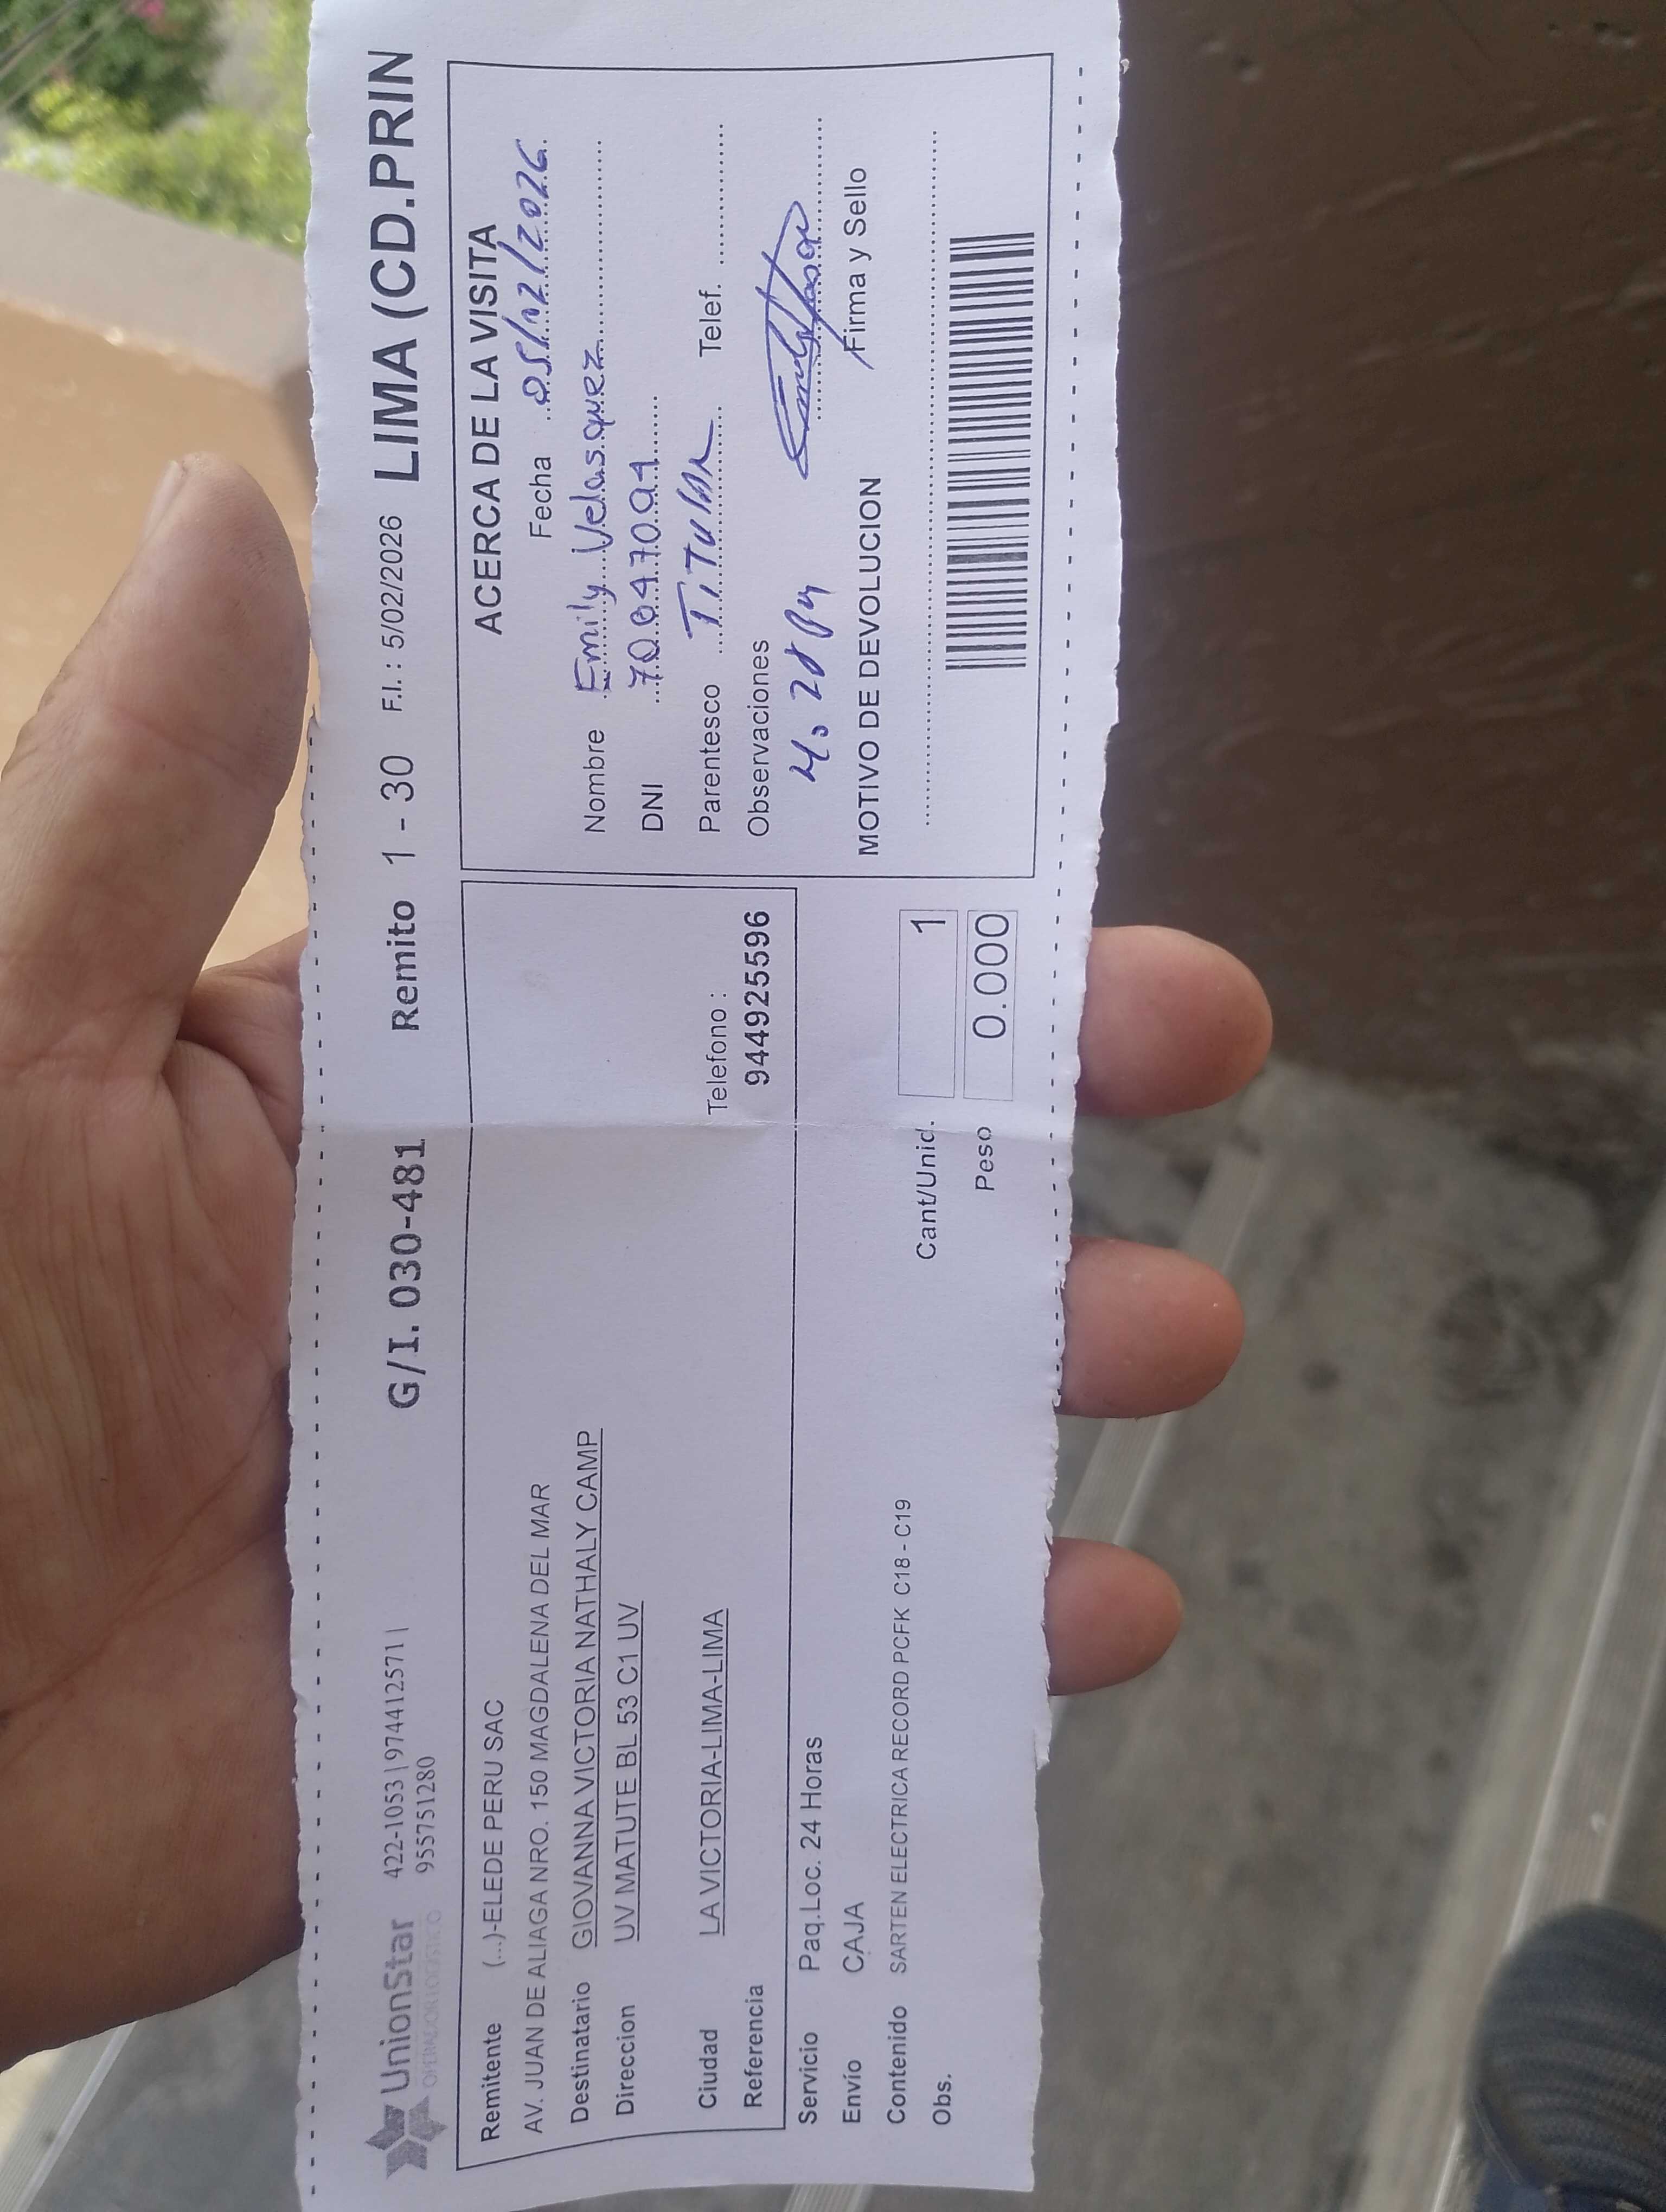 UnionStar
OPERADOR LOGISTICO
422-1053 | 974412571 |
955751280
G/I. 030-481
Remito 1 - 30
F.I. : 5/02/2026
LIMA (CD.PRIN
Remitente (...)-ELEDE PERU SAC
AV. JUAN DE ALIAGA NRO. 150 MAGDALENA DEL MAR
Destinatario GIOVANNA VICTORIA NATHALY CAMP
Direccion UV MATUTE BL 53 C1 UV
Ciudad LA VICTORIA-LIMA-LIMA
Telefono :
Referencia 944925596
Servicio Paq.Loc. 24 Horas
Envío CAJA
Contenido SARTEN ELECTRICA RECORD PCFK C18 - C19
Obs.
Cant/Unid. 1
Peso 0.000
ACERCA DE LA VISITA
Fecha 05/02/2026
Nombre Emily Velasquez
DNI
Parentesco TiTular Telef.
Observaciones
Firma y Sello
MOTIVO DE DEVOLUCION